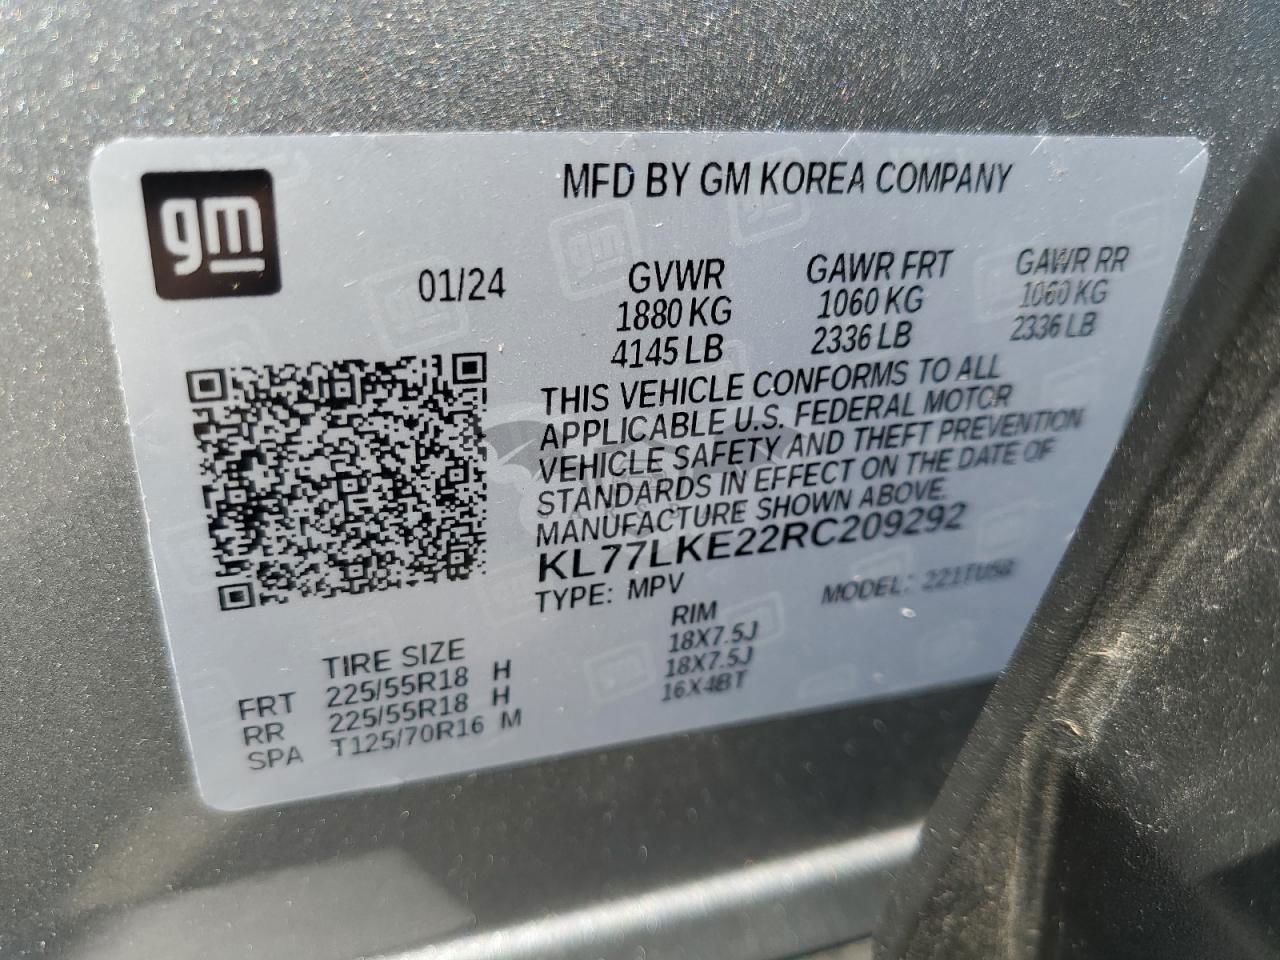 gm
MFD BY GM KOREA COMPANY
01/24
GVWR
1880 KG
4145 LB
GAWR FRT
1060 KG
2336 LB
GAWR RR
1060 KG
2336 LB
THIS VEHICLE CONFORMS TO ALL
APPLICABLE U.S. FEDERAL MOTOR
VEHICLE SAFETY AND THEFT PREVENTION
STANDARDS IN EFFECT ON THE DATE OF
MANUFACTURE SHOWN ABOVE.
KL77LKE22RC209292
TYPE: MPV
MODEL:
TIRE SIZE
RIM
FRT 225/55R18 H 18X7.5J
RR 225/55R18 H 18X7.5J
SPA T125/70R16 M 16X4BT